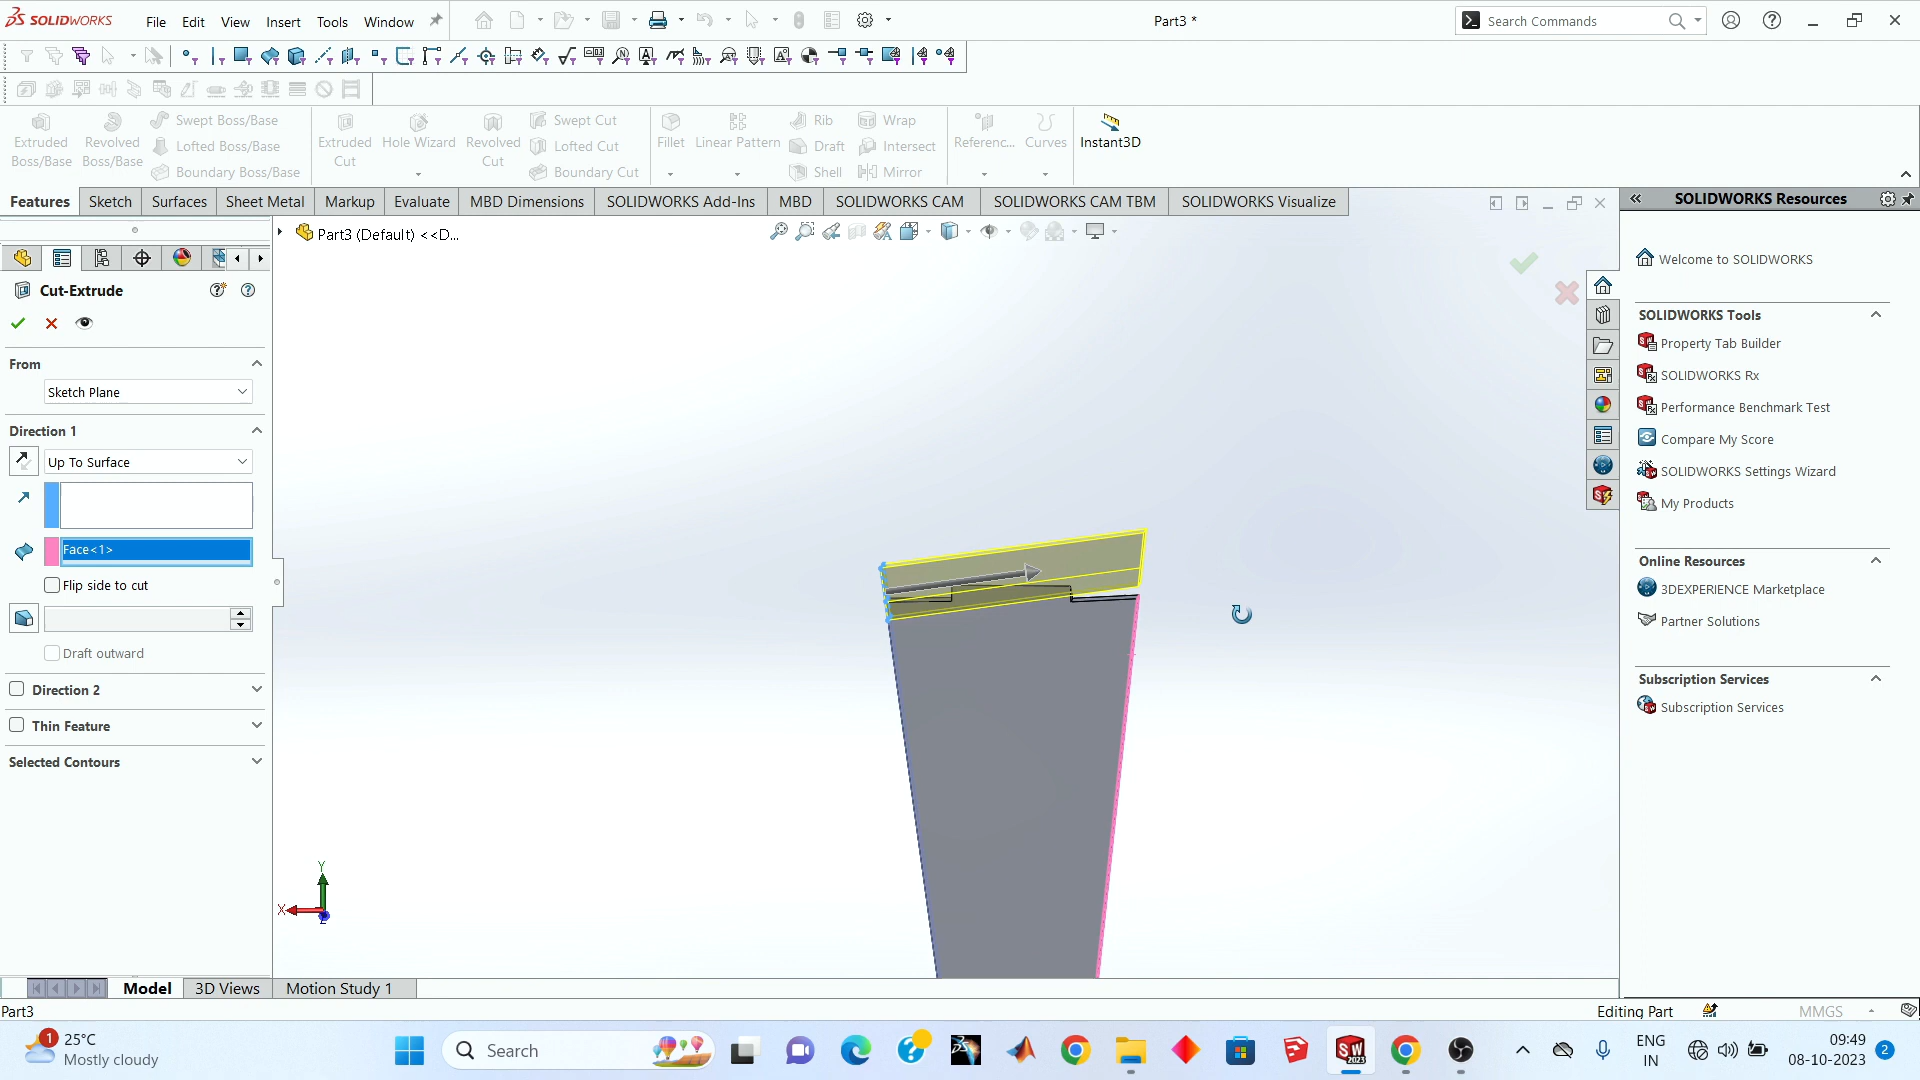 SOLIDWORKS File Edit View Insert Tools Window Part3 * Search Commands
Extruded Boss/Base
Revolved Boss/Base
Swept Boss/Base
Lofted Boss/Base
Boundary Boss/Base
Extruded Cut
Hole Wizard
Revolved Cut
Swept Cut
Lofted Cut
Boundary Cut
Fillet
Linear Pattern
Rib
Draft
Shell
Wrap
Intersect
Mirror
Referenc...
Curves
Instant3D
Features Sketch Surfaces Sheet Metal Markup Evaluate MBD Dimensions SOLIDWORKS Add-Ins MBD SOLIDWORKS CAM SOLIDWORKS CAM TBM SOLIDWORKS Visualize
Part3 (Default) <<D...
Cut-Extrude
From
Sketch Plane
Direction 1
Up To Surface
Face<1>
Flip side to cut
Draft outward
Direction 2
Thin Feature
Selected Contours
Y
X
Z
SOLIDWORKS Resources
Welcome to SOLIDWORKS
SOLIDWORKS Tools
Property Tab Builder
SOLIDWORKS Rx
Performance Benchmark Test
Compare My Score
SOLIDWORKS Settings Wizard
My Products
Online Resources
3DEXPERIENCE Marketplace
Partner Solutions
Subscription Services
Subscription Services
Model 3D Views Motion Study 1
Part3 Editing Part MMGS
1
25°C
Mostly cloudy
Search
SW
2023
ENG
IN
09:49
08-10-2023
2